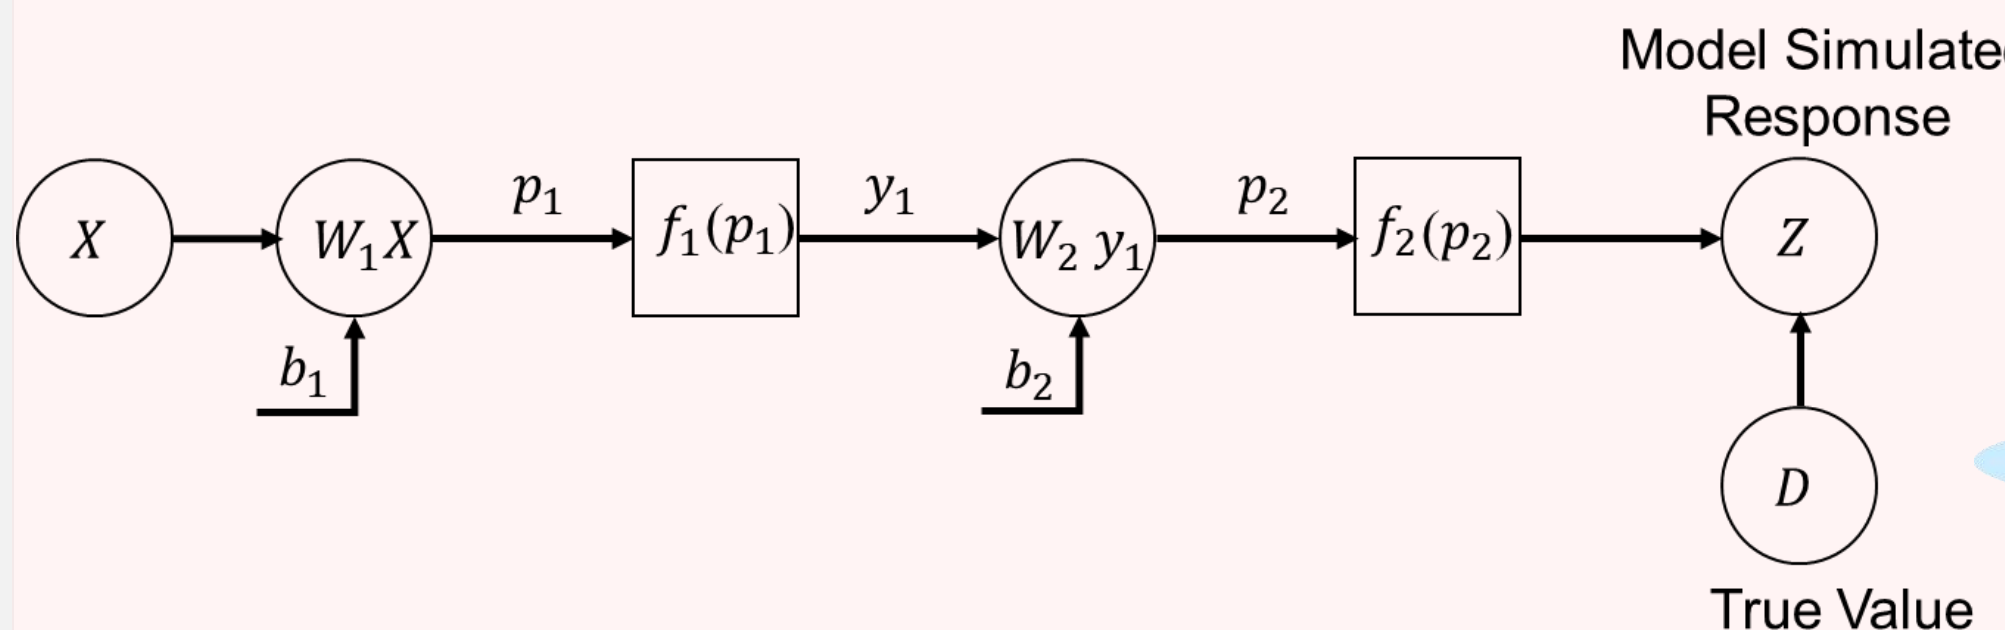 Model Simulate
Response
X
W₁X
p₁
f₁(p₁)
y₁
W₂ y₁
p₂
f₂(p₂)
Z
b₁
b₂
D
True Value